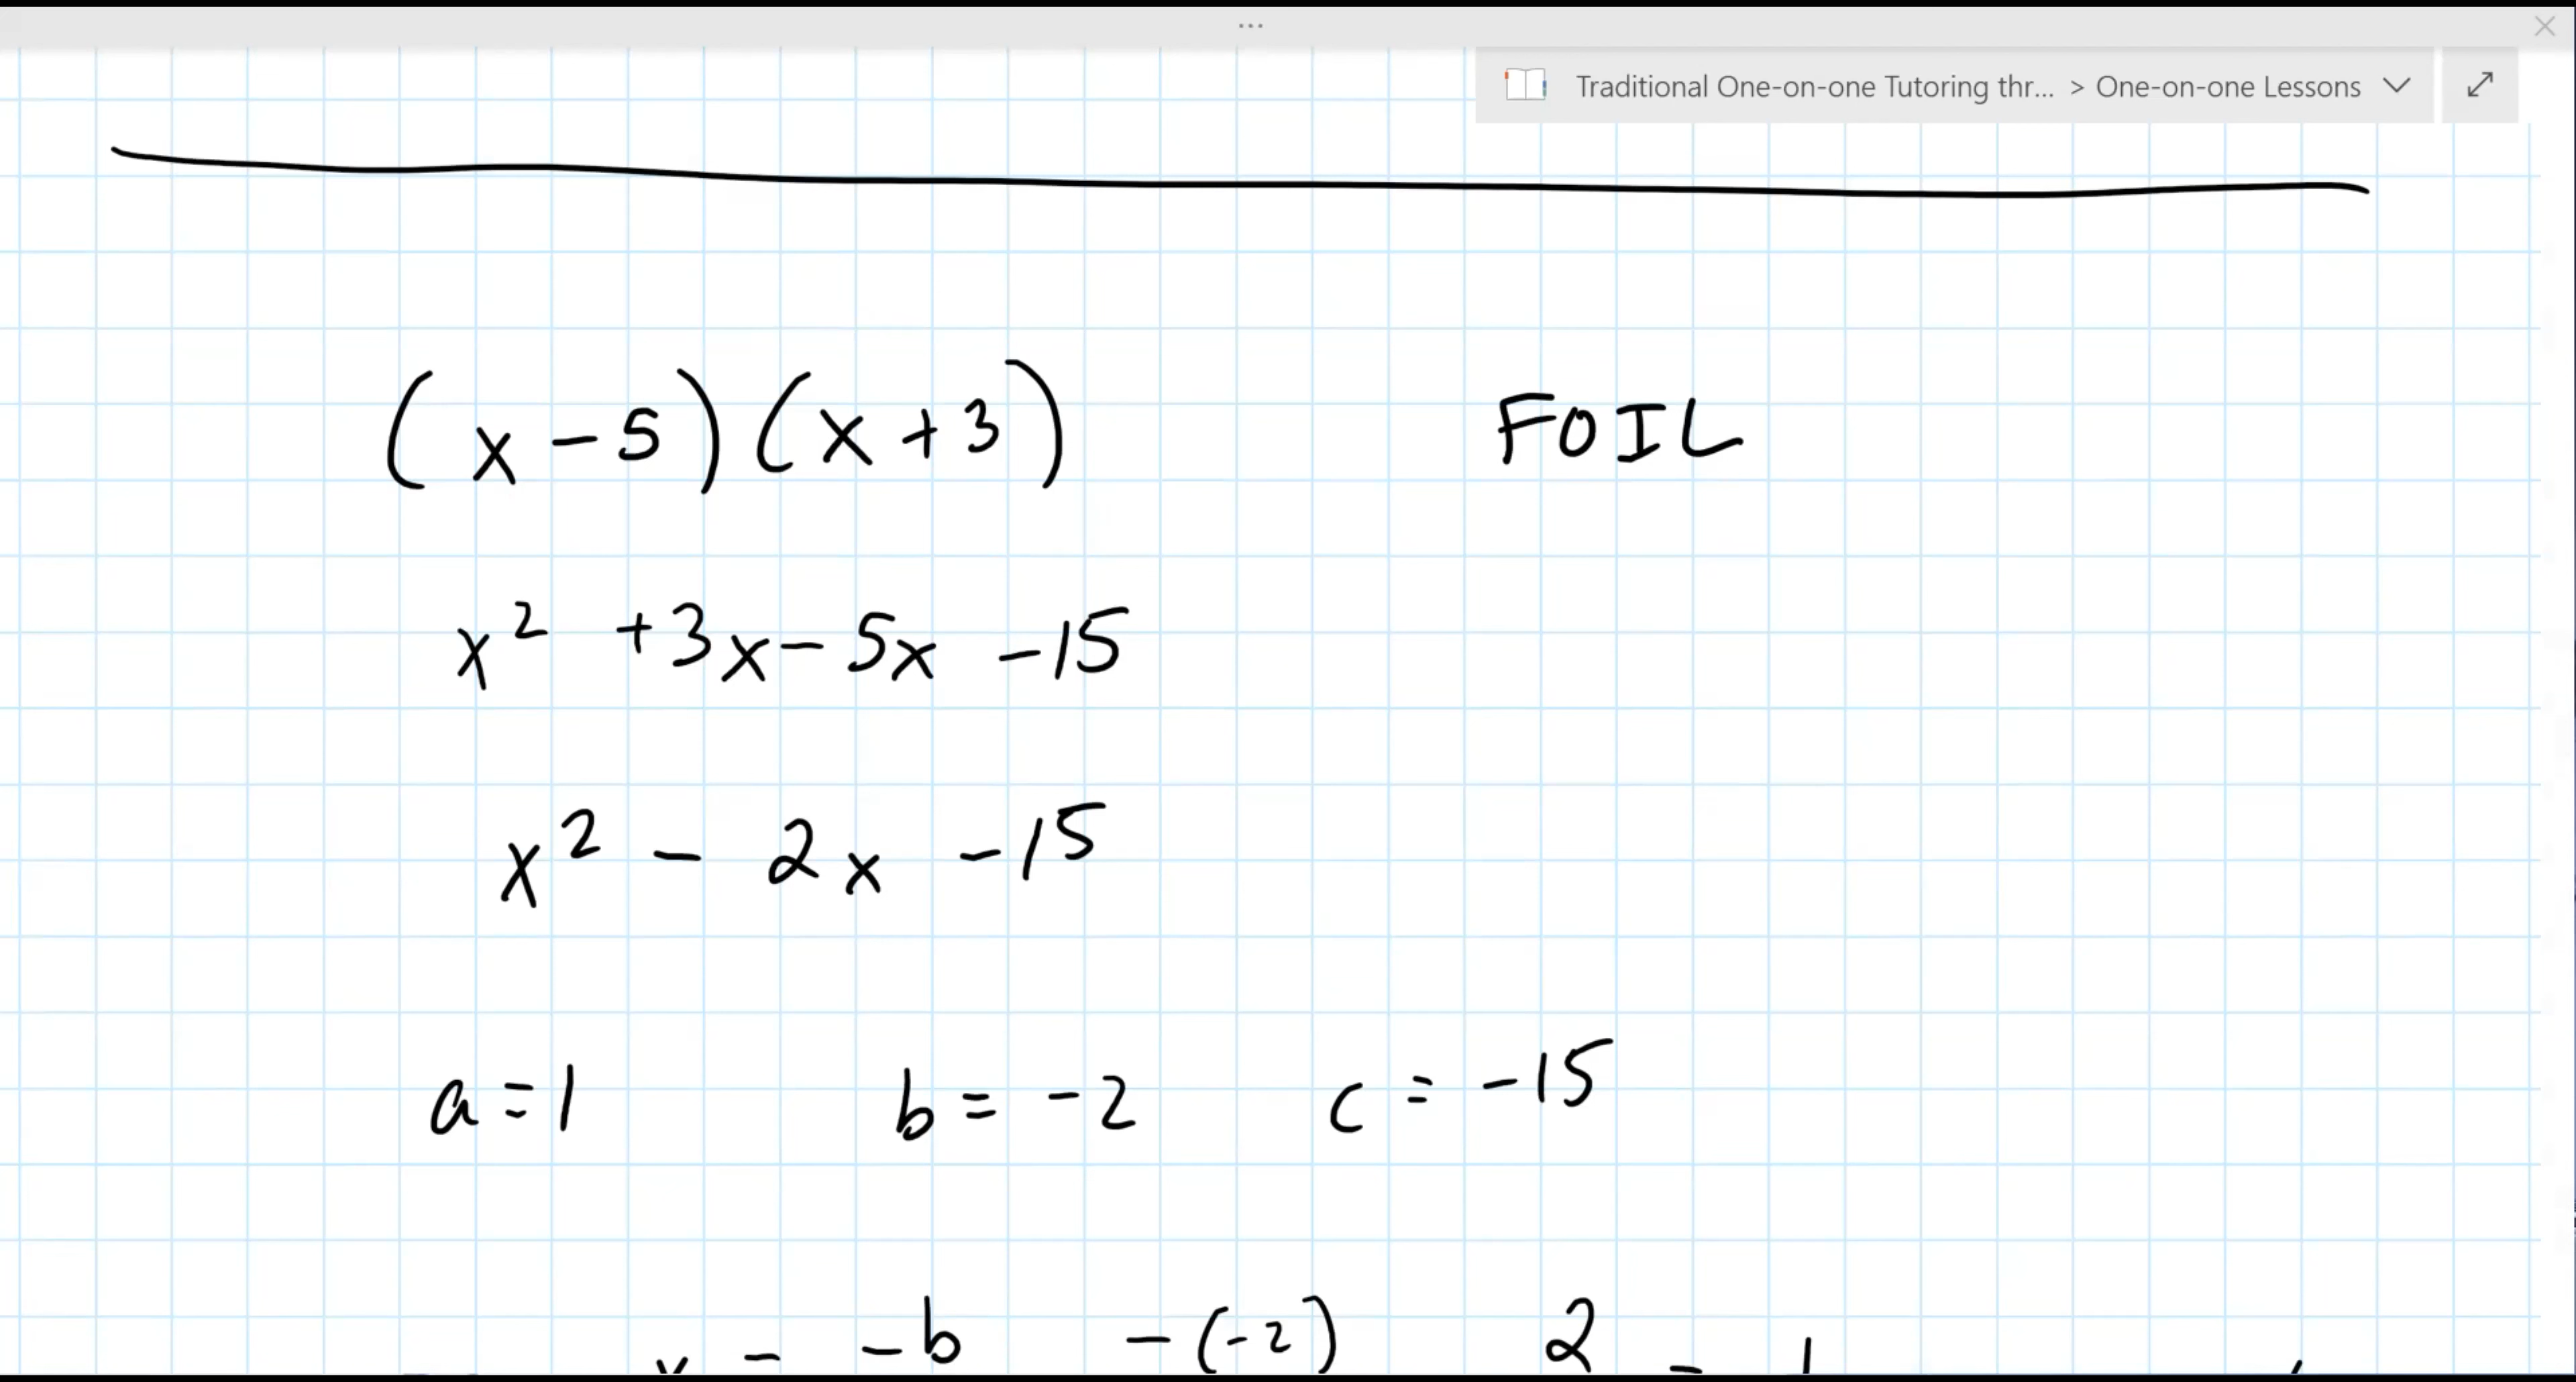 ...
Traditional One-on-one Tutoring thr... > One-on-one Lessons
(x - 5)(x + 3) FOIL
x² + 3x - 5x - 15
x² - 2x - 15
a = 1 b = -2 c = -15
-b -(-2) 2